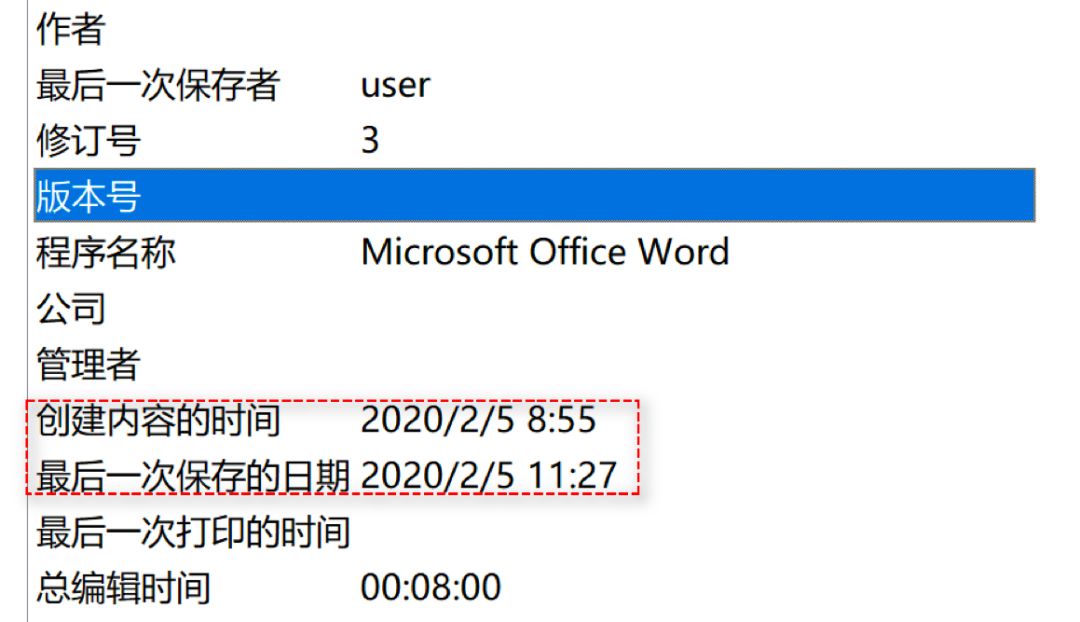 作者
最后一次保存者 user
修订号 3
版本号
程序名称 Microsoft Office Word
公司
管理者
创建内容的时间 2020/2/5 8:55
最后一次保存的日期 2020/2/5 11:27
最后一次打印的时间
总编辑时间 00:08:00